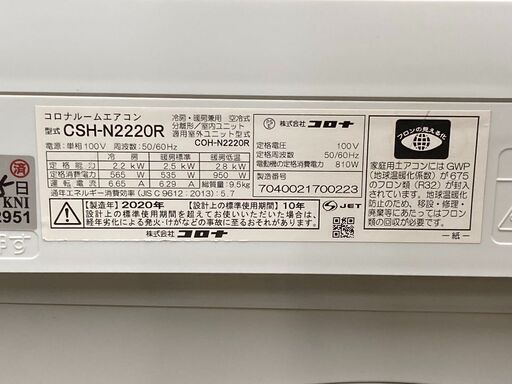 コロナルームエアコン
型式 CSH-N2220R
冷房・暖房兼用 空冷式
分離形/室内ユニット
適用室外ユニット型式/
COH-N2220R
電源:単相100V 周波数:50/60Hz
冷房 暖房標準 暖房低温
定格能力 2.2 kW 2.5 kW 2.8 kW
定格消費電力 565 W 535 W 950 W
運転電流 6.65 A 6.29 A 総質量:9.5kg
【製造年】2020年 【設計上の標準使用期間】10年
設計上の標準使用期間を超えてお使いいただいた場合は、
経年劣化による発火・けがなどの事故に至るおそれがあります。
通年エネルギー消費効率(JIS C 9612:2013):5.7
株式会社コロナ
株式会社コロナ
定格電圧 100V
定格周波数 50/60Hz
電動機の定格消費電力 810W
7040021700223
S JET
フロンの見える化
家庭用エアコンにはGWP
(地球温暖化係数)が675
のフロン類(R32)が封入
されています。地球温暖化
防止のため、移設・修理・
廃棄等にあたってはフロン
類の回収が必要です。
―紙―
済
日
KNI
2951